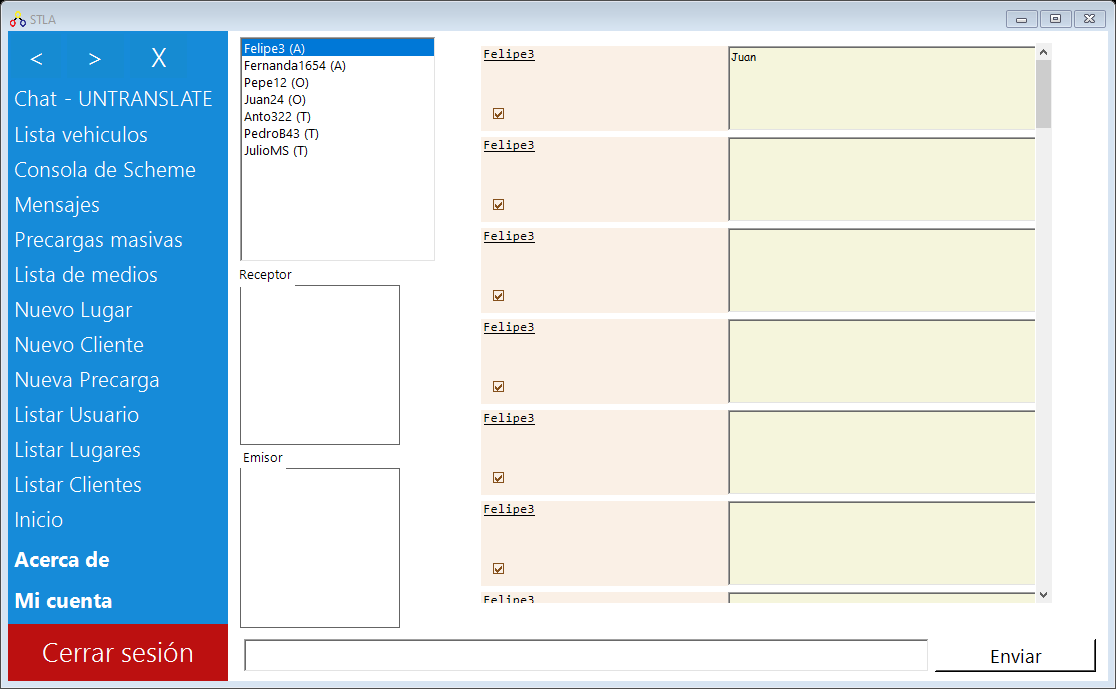 STLA
< > X
Chat - UNTRANSLATE
Lista vehiculos
Consola de Scheme
Mensajes
Precargas masivas
Lista de medios
Nuevo Lugar
Nuevo Cliente
Nueva Precarga
Listar Usuario
Listar Lugares
Listar Clientes
Inicio
Acerca de
Mi cuenta
Cerrar sesión
Felipe3 (A)
Fernanda1654 (A)
Pepe12 (O)
Juan24 (O)
Anto322 (T)
PedroB43 (T)
JulioMS (T)
Receptor
Emisor
Felipe3
Juan
Felipe3
Felipe3
Felipe3
Felipe3
Felipe3
Felipe3
Enviar